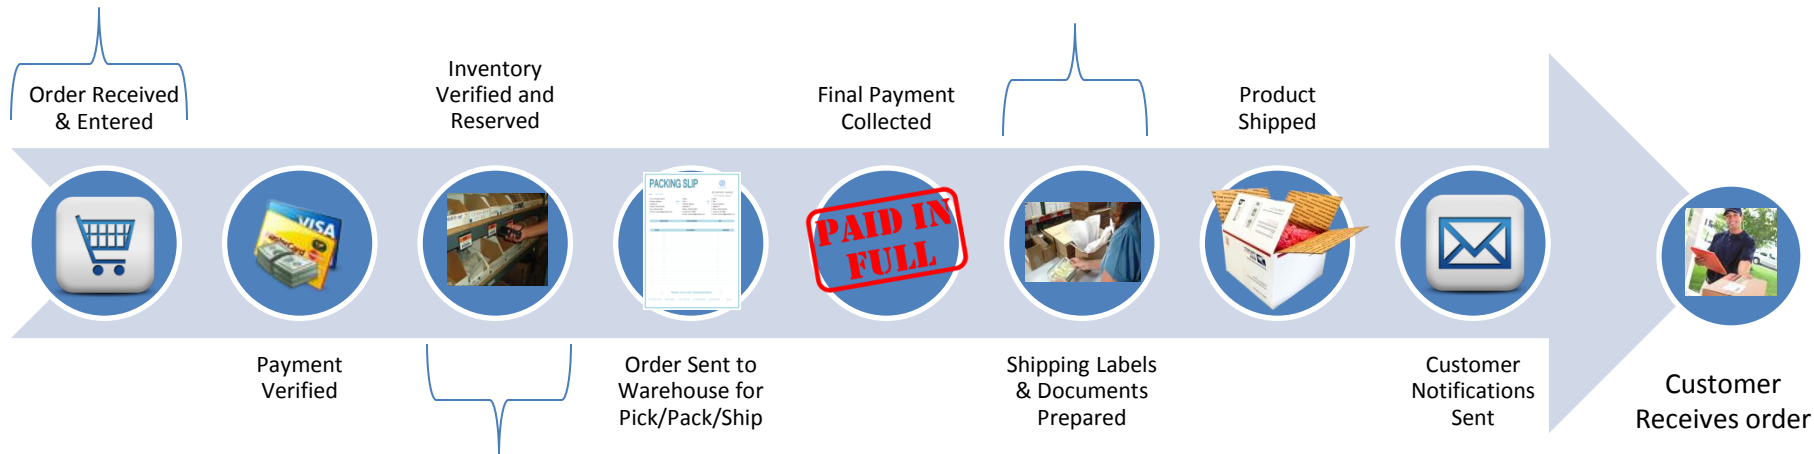 Order Received
& Entered
Payment
Verified
Inventory
Verified and
Reserved
PACKING SLIP
Order Sent to
Warehouse for
Pick/Pack/Ship
Final Payment
Collected
PAID IN
FULL
Shipping Labels
& Documents
Prepared
Product
Shipped
Customer
Notifications
Sent
Customer
Receives order
VISA